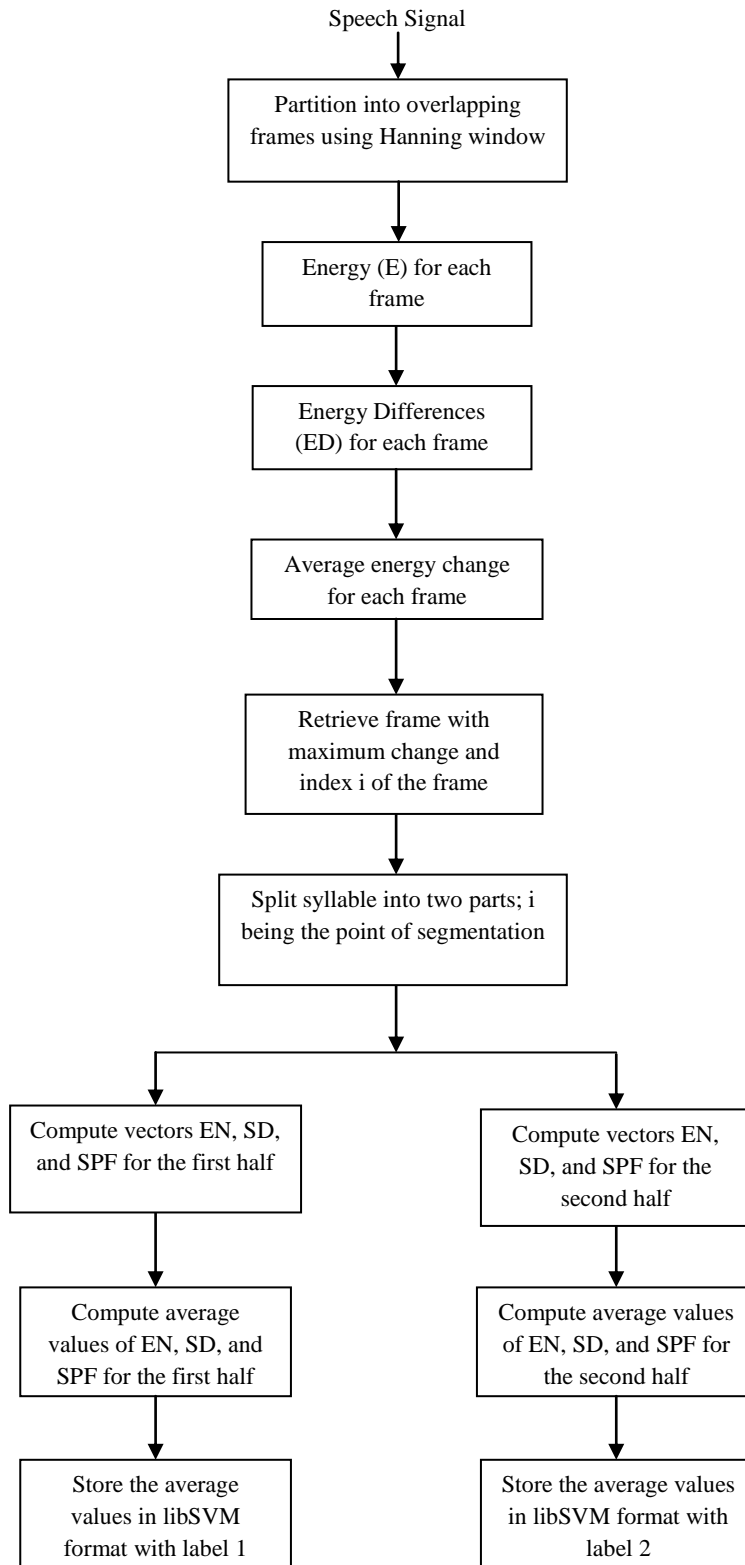 Speech Signal
Partition into overlapping
frames using Hanning window
Energy (E) for each
frame
Energy Differences
(ED) for each frame
Average energy change
for each frame
Retrieve frame with
maximum change and
index i of the frame
Split syllable into two parts; i
being the point of segmentation
Compute vectors EN, SD,
and SPF for the first half
Compute vectors EN,
SD, and SPF for the
second half
Compute average
values of EN, SD, and
SPF for the first half
Compute average values
of EN, SD, and SPF for
the second half
Store the average
values in libSVM
format with label 1
Store the average values
in libSVM format with
label 2